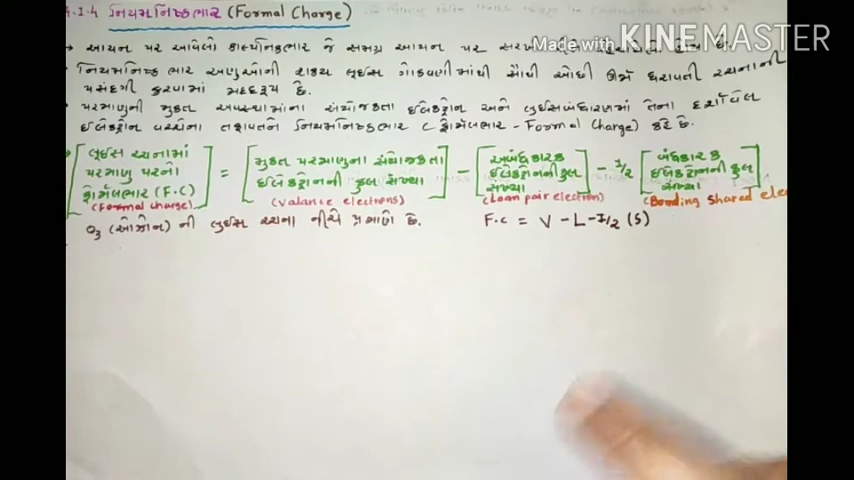 4.1.4 નિયમનિષ્ઠભાર (Formal Charge)
→ આયન પર આવેલો કાલ્પનિકભાર જે સમગ્ર આયન પર
Made with KINEMASTER
• નિયમનિષ્ઠ ભાર અણુઓની શક્ય લૂઇસ ગોઠવણીમાંથી સૌથી ઓછી ઊર્જા ધરાવતી રચનાની
પસંદગી કરવામાં મદદરૂપ છે.
• પરમાણુની મુક્ત અવસ્થામાંના સંયોજકતા ઇલેક્ટ્રોન અને લુઇસબંધારણમાં તેના દર્શાવેલ
ઇલેક્ટ્રોન વચ્ચેના તફાવતને નિયમનિષ્ઠભાર ( ફોર્મલભાર - Formal Charge) કહે છે.
[લૂઇસ રચનામાં પરમાણુ પરનો ફોર્મલભાર (F.C)] = [મુક્ત પરમાણુના સંયોજકતા ઇલેક્ટ્રોનની કુલ સંખ્યા] - [અબંધકારક ઇલેક્ટ્રોનની કુલ સંખ્યા] - 1/2 [બંધકારક ઇલેક્ટ્રોનની કુલ સંખ્યા]
(Formal charge) (Valance electrons) (Loan pair electron) (Bonding shared ele
O3 (ઓઝોન) ની લુઇસ રચના નીચે પ્રમાણે છે. F.C = V - L - 1/2 (S)